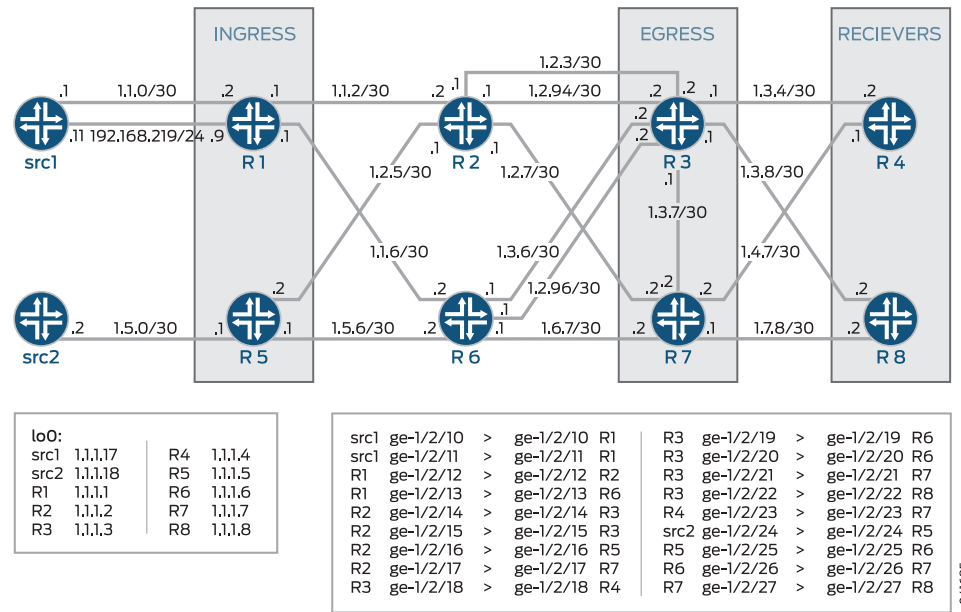 INGRESS
EGRESS
RECIEVERS
.1 1.1.0/30 .2
.1 1.1.2/30 .2
.1 1.2.3/30 .2
.1 1.2.94/30 .2
.1 1.3.4/30 .2
.11 192.168.219/24 .9
.1
.2
.2
.1
.1
.1
.1
src1
R 1
R 2
R 3
R 4
1.2.5/30
1.2.7/30
.1
1.3.8/30
1.3.7/30
1.1.6/30
1.3.6/30
1.4.7/30
1.2.96/30
.2
.2
.1
.1
.2
.2
.2
.2
.2 1.5.0/30 .1
.1 1.5.6/30 .2
.1 1.6.7/30 .2
.1 1.7.8/30 .2
src2
R 5
R 6
R 7
R 8
lo0:
src1 1.1.1.17 R4 1.1.1.4
src2 1.1.1.18 R5 1.1.1.5
R1 1.1.1.1 R6 1.1.1.6
R2 1.1.1.2 R7 1.1.1.7
R3 1.1.1.3 R8 1.1.1.8
src1 ge-1/2/10 > ge-1/2/10 R1 R3 ge-1/2/19 > ge-1/2/19 R6
src1 ge-1/2/11 > ge-1/2/11 R1 R3 ge-1/2/20 > ge-1/2/20 R6
R1 ge-1/2/12 > ge-1/2/12 R2 R3 ge-1/2/21 > ge-1/2/21 R7
R1 ge-1/2/13 > ge-1/2/13 R6 R3 ge-1/2/22 > ge-1/2/22 R8
R2 ge-1/2/14 > ge-1/2/14 R3 R4 ge-1/2/23 > ge-1/2/23 R7
R2 ge-1/2/15 > ge-1/2/15 R3 src2 ge-1/2/24 > ge-1/2/24 R5
R2 ge-1/2/16 > ge-1/2/16 R5 R5 ge-1/2/25 > ge-1/2/25 R6
R2 ge-1/2/17 > ge-1/2/17 R7 R6 ge-1/2/26 > ge-1/2/26 R7
R3 ge-1/2/18 > ge-1/2/18 R4 R7 ge-1/2/27 > ge-1/2/27 R8